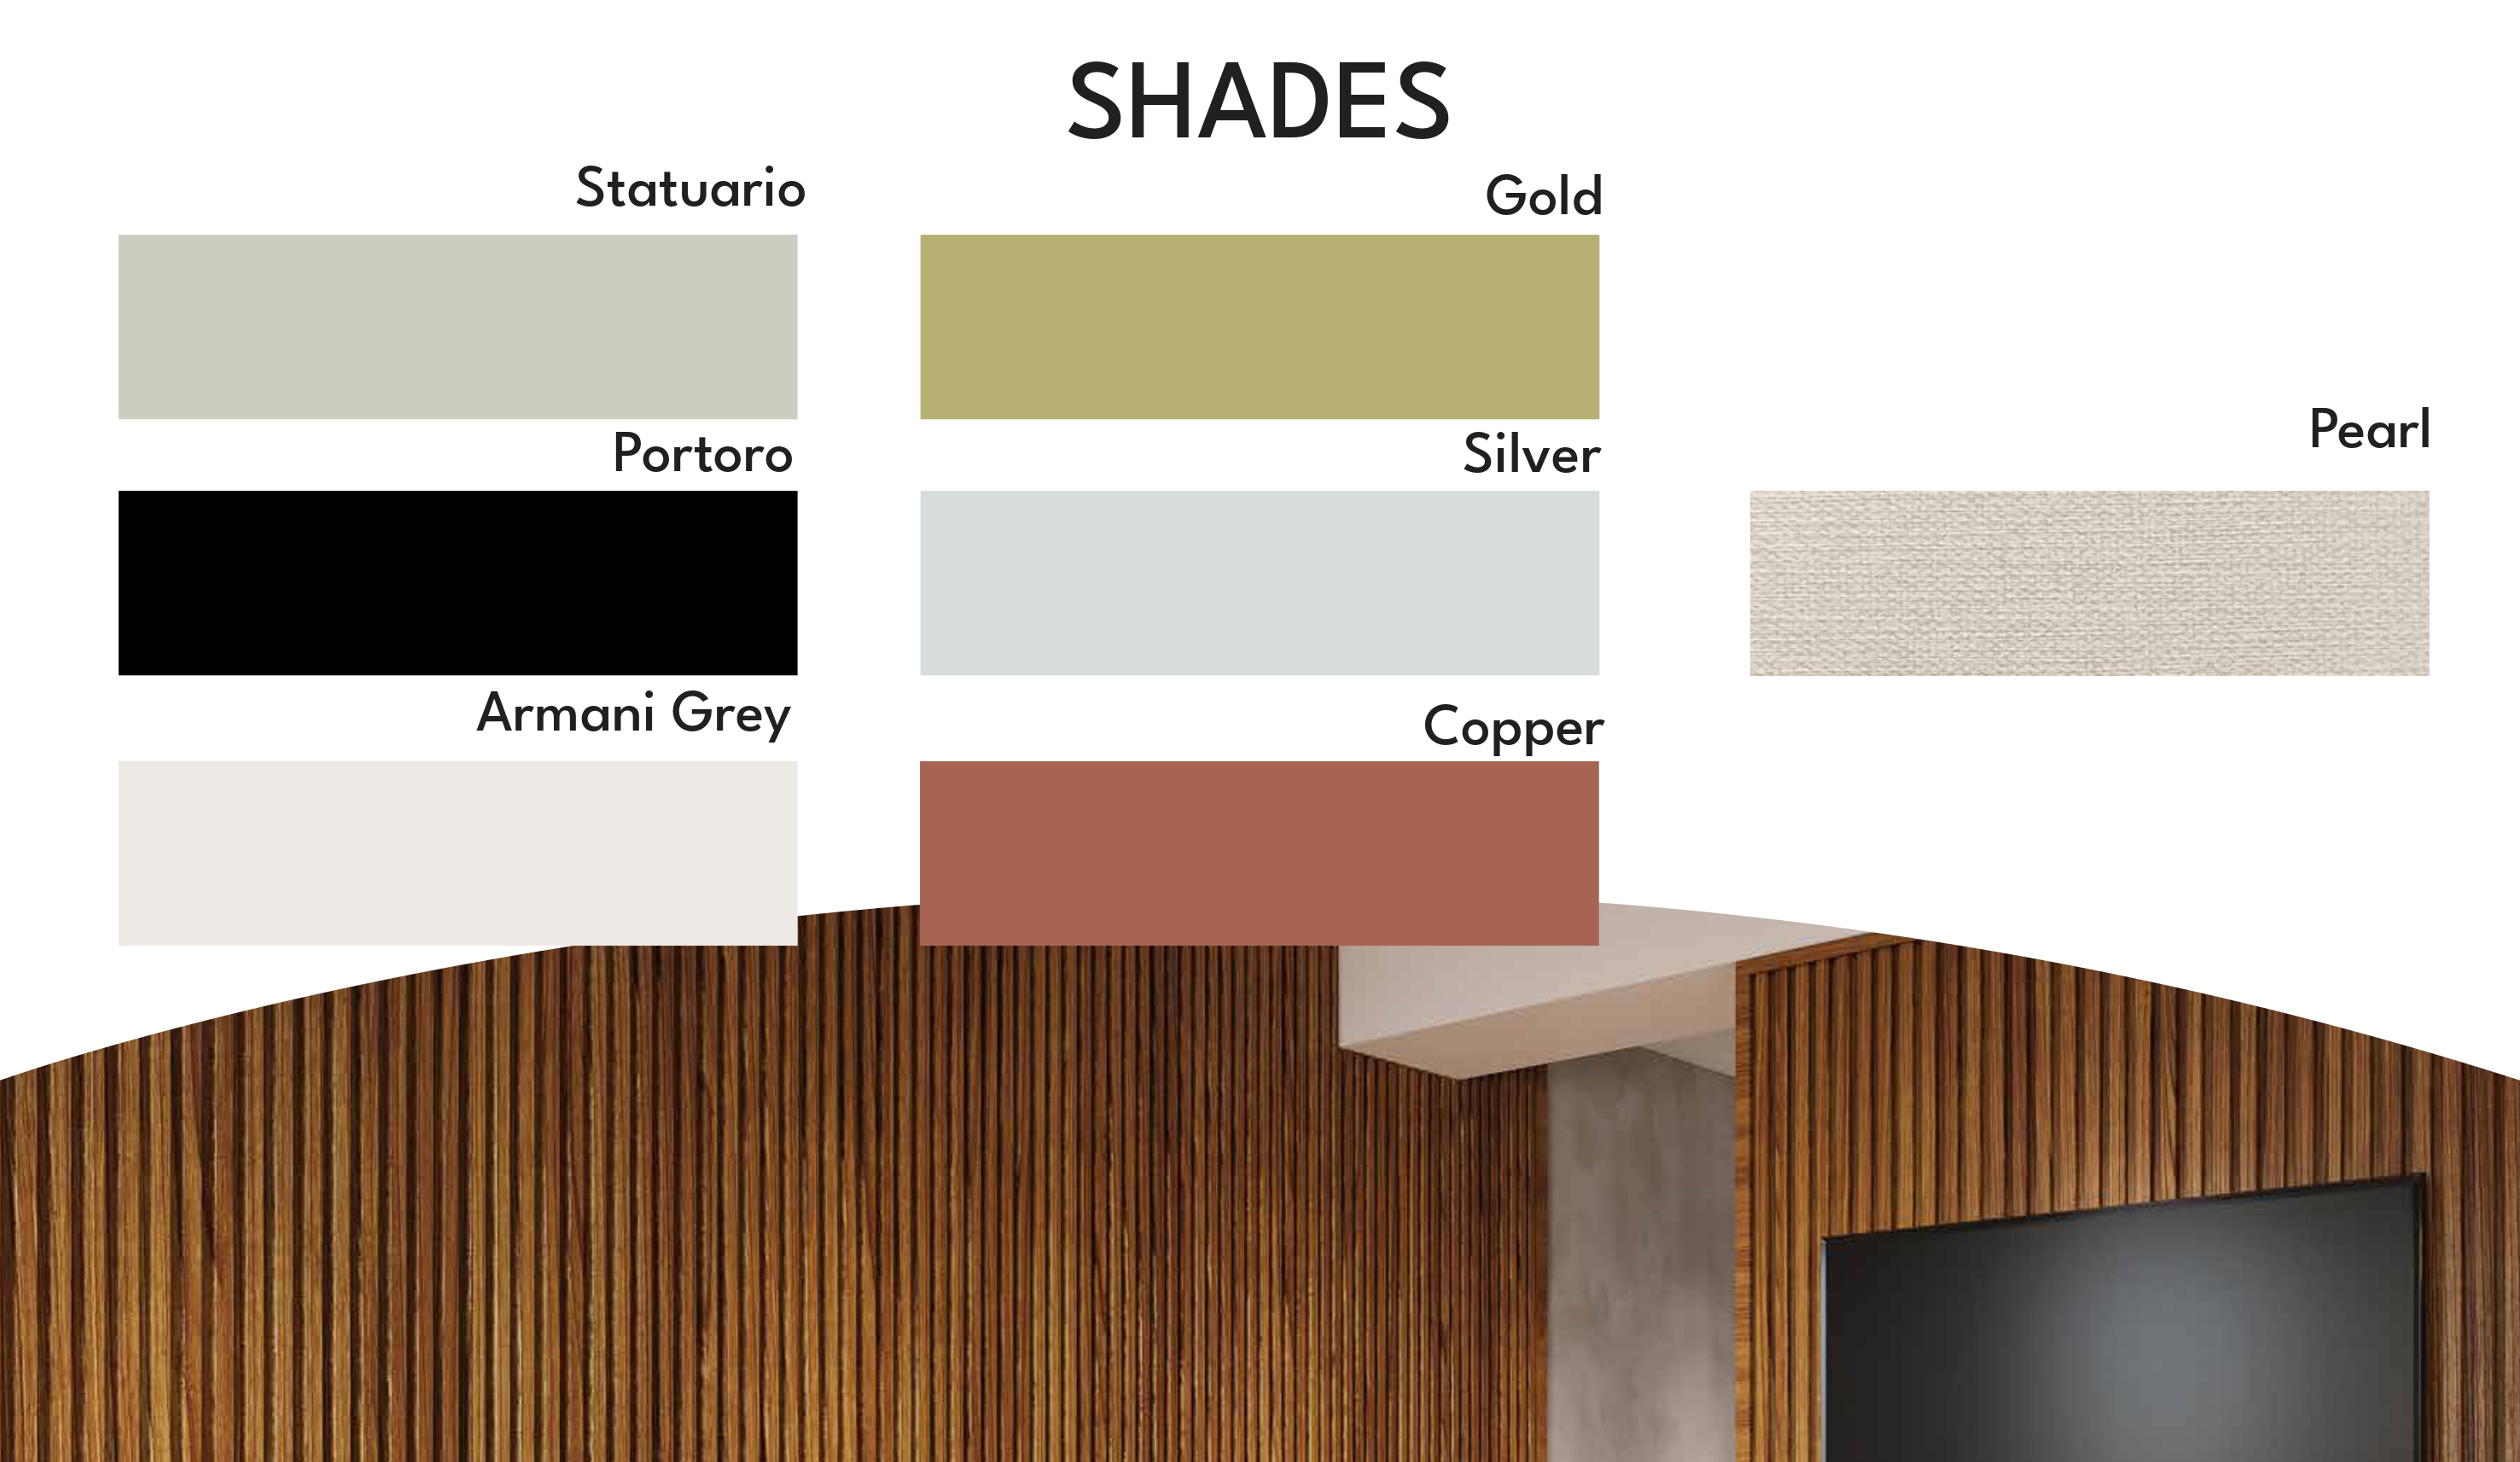 SHADES
Statuario
Gold
Portoro
Silver
Pearl
Armani Grey
Copper